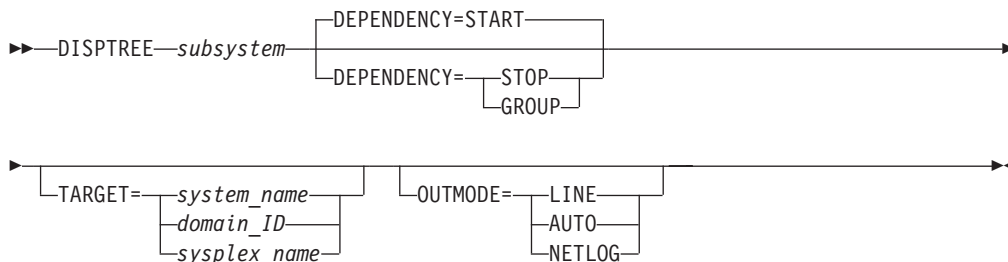 DEPENDENCY=START
DISPTREE subsystem
DEPENDENCY= STOP
GROUP
TARGET= system_name OUTMODE= LINE
domain_ID AUTO
sysplex_name NETLOG